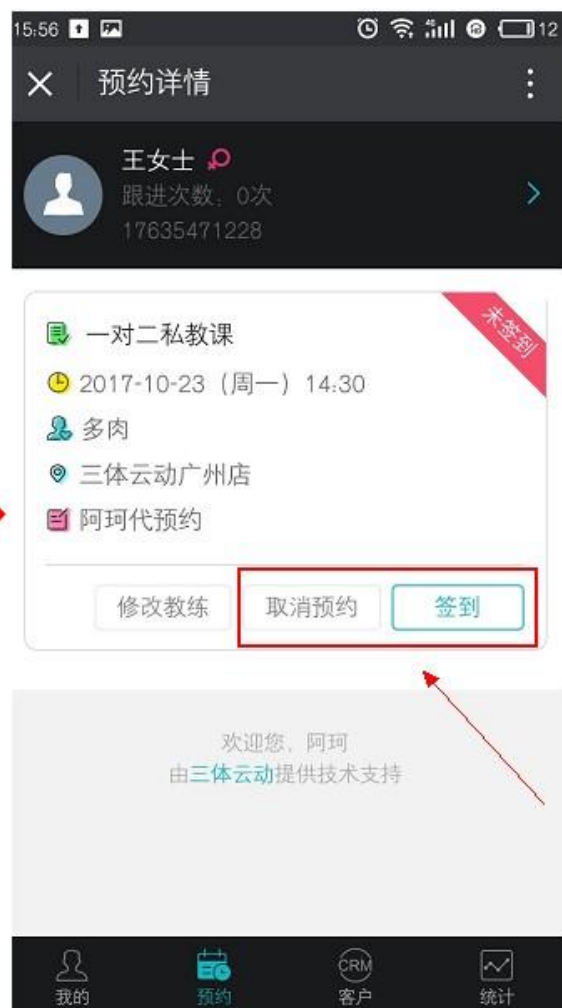 15:56
12
预约详情
王女士
跟进次数：0次
17635471228
未签到
一对二私教课
2017-10-23（周一）14:30
多肉
三体云动广州店
阿珂代预约
修改教练 取消预约 签到
欢迎您、阿珂
由三体云动提供技术支持
CRM
我的 预约 客户 统计